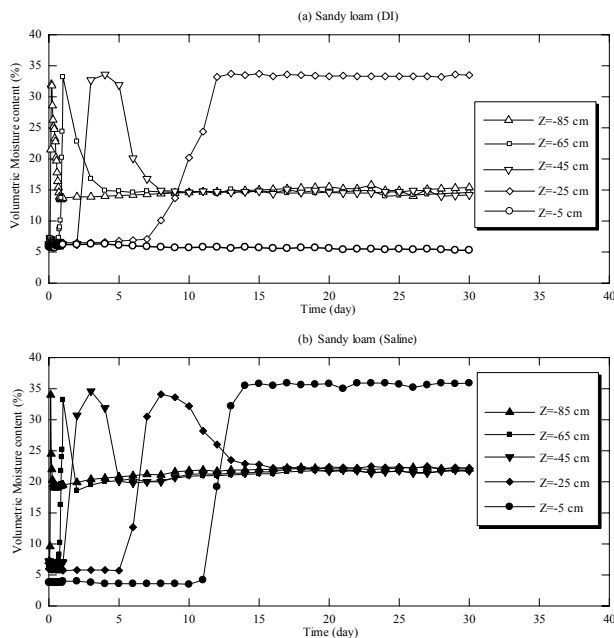 (a) Sandy loam (DI)
Volumetric Moisture content (%)
40
35
30
25
20
15
10
5
0
Z=-85 cm
Z=-65 cm
Z=-45 cm
Z=-25 cm
Z=-5 cm
0 5 10 15 20 25 30 35 40
Time (day)
(b) Sandy loam (Saline)
Volumetric Moisture content (%)
40
35
30
25
20
15
10
5
0
Z=-85 cm
Z=-65 cm
Z=-45 cm
Z=-25 cm
Z=-5 cm
0 5 10 15 20 25 30 35 40
Time (day)